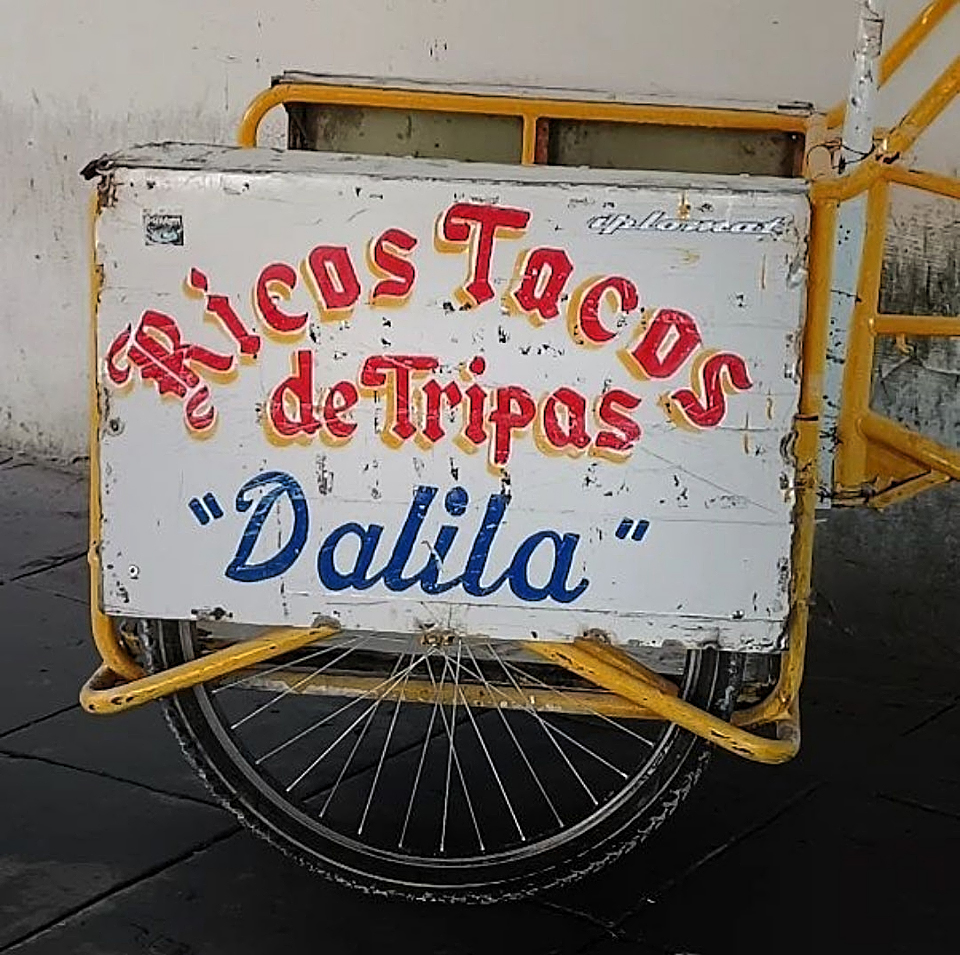 Ricos Tacos
de Tripas
"Dalila"